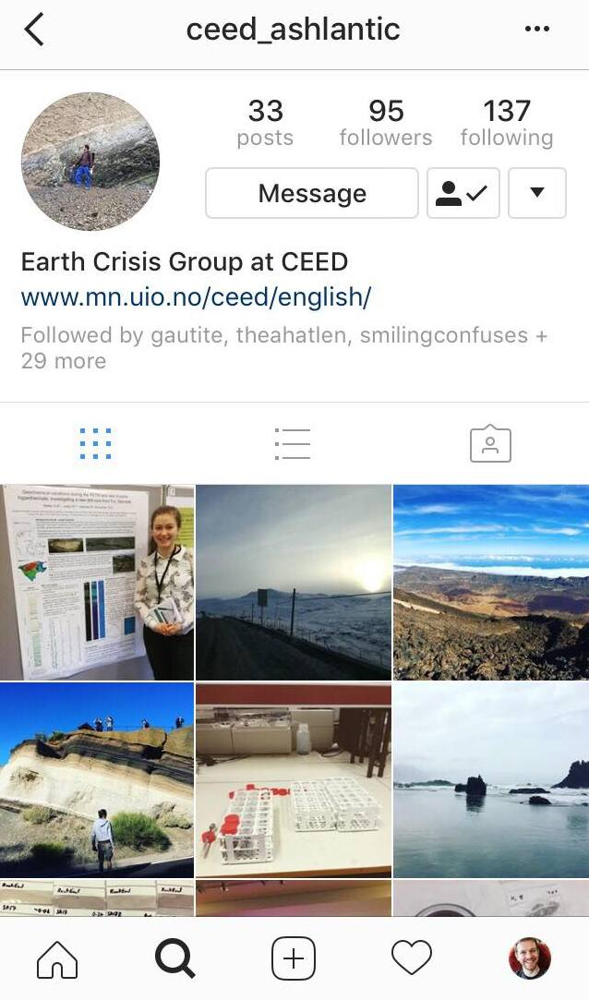 ceed_ashlantic
33 95 137
posts followers following
Message
Earth Crisis Group at CEED
www.mn.uio.no/ceed/english/
Followed by gautite, theahatlen, smilingconfuses +
29 more